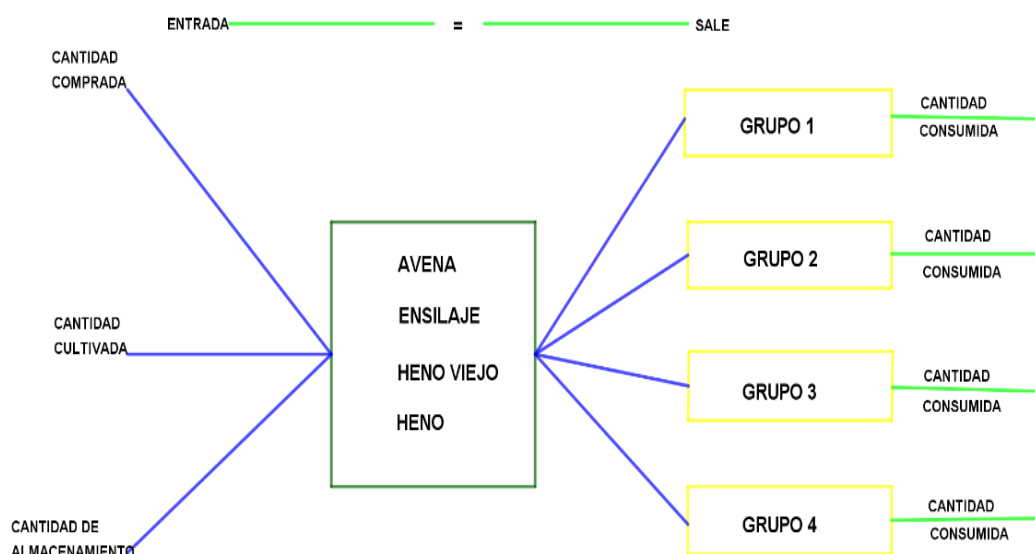 ENTRADA = SALE
CANTIDAD
COMPRADA
CANTIDAD
CULTIVADA
CANTIDAD DE
ALMACENAMIENTO
AVENA
ENSILAJE
HENO VIEJO
HENO
GRUPO 1
CANTIDAD
CONSUMIDA
GRUPO 2
CANTIDAD
CONSUMIDA
GRUPO 3
CANTIDAD
CONSUMIDA
GRUPO 4
CANTIDAD
CONSUMIDA